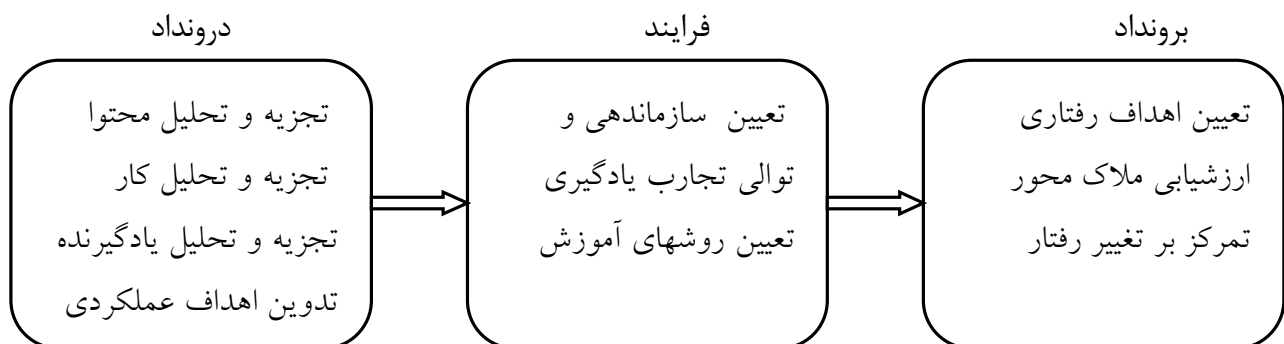 درونداد
تجزیه و تحلیل محتوا
تجزیه و تحلیل کار
تجزیه و تحلیل یادگیرنده
تدوین اهداف عملکردی
فرایند
تعیین سازماندهی و
توالی تجارب یادگیری
تعیین روشهای آموزش
برونداد
تعیین اهداف رفتاری
ارزشیابی ملاک محور
تمرکز بر تغییر رفتار